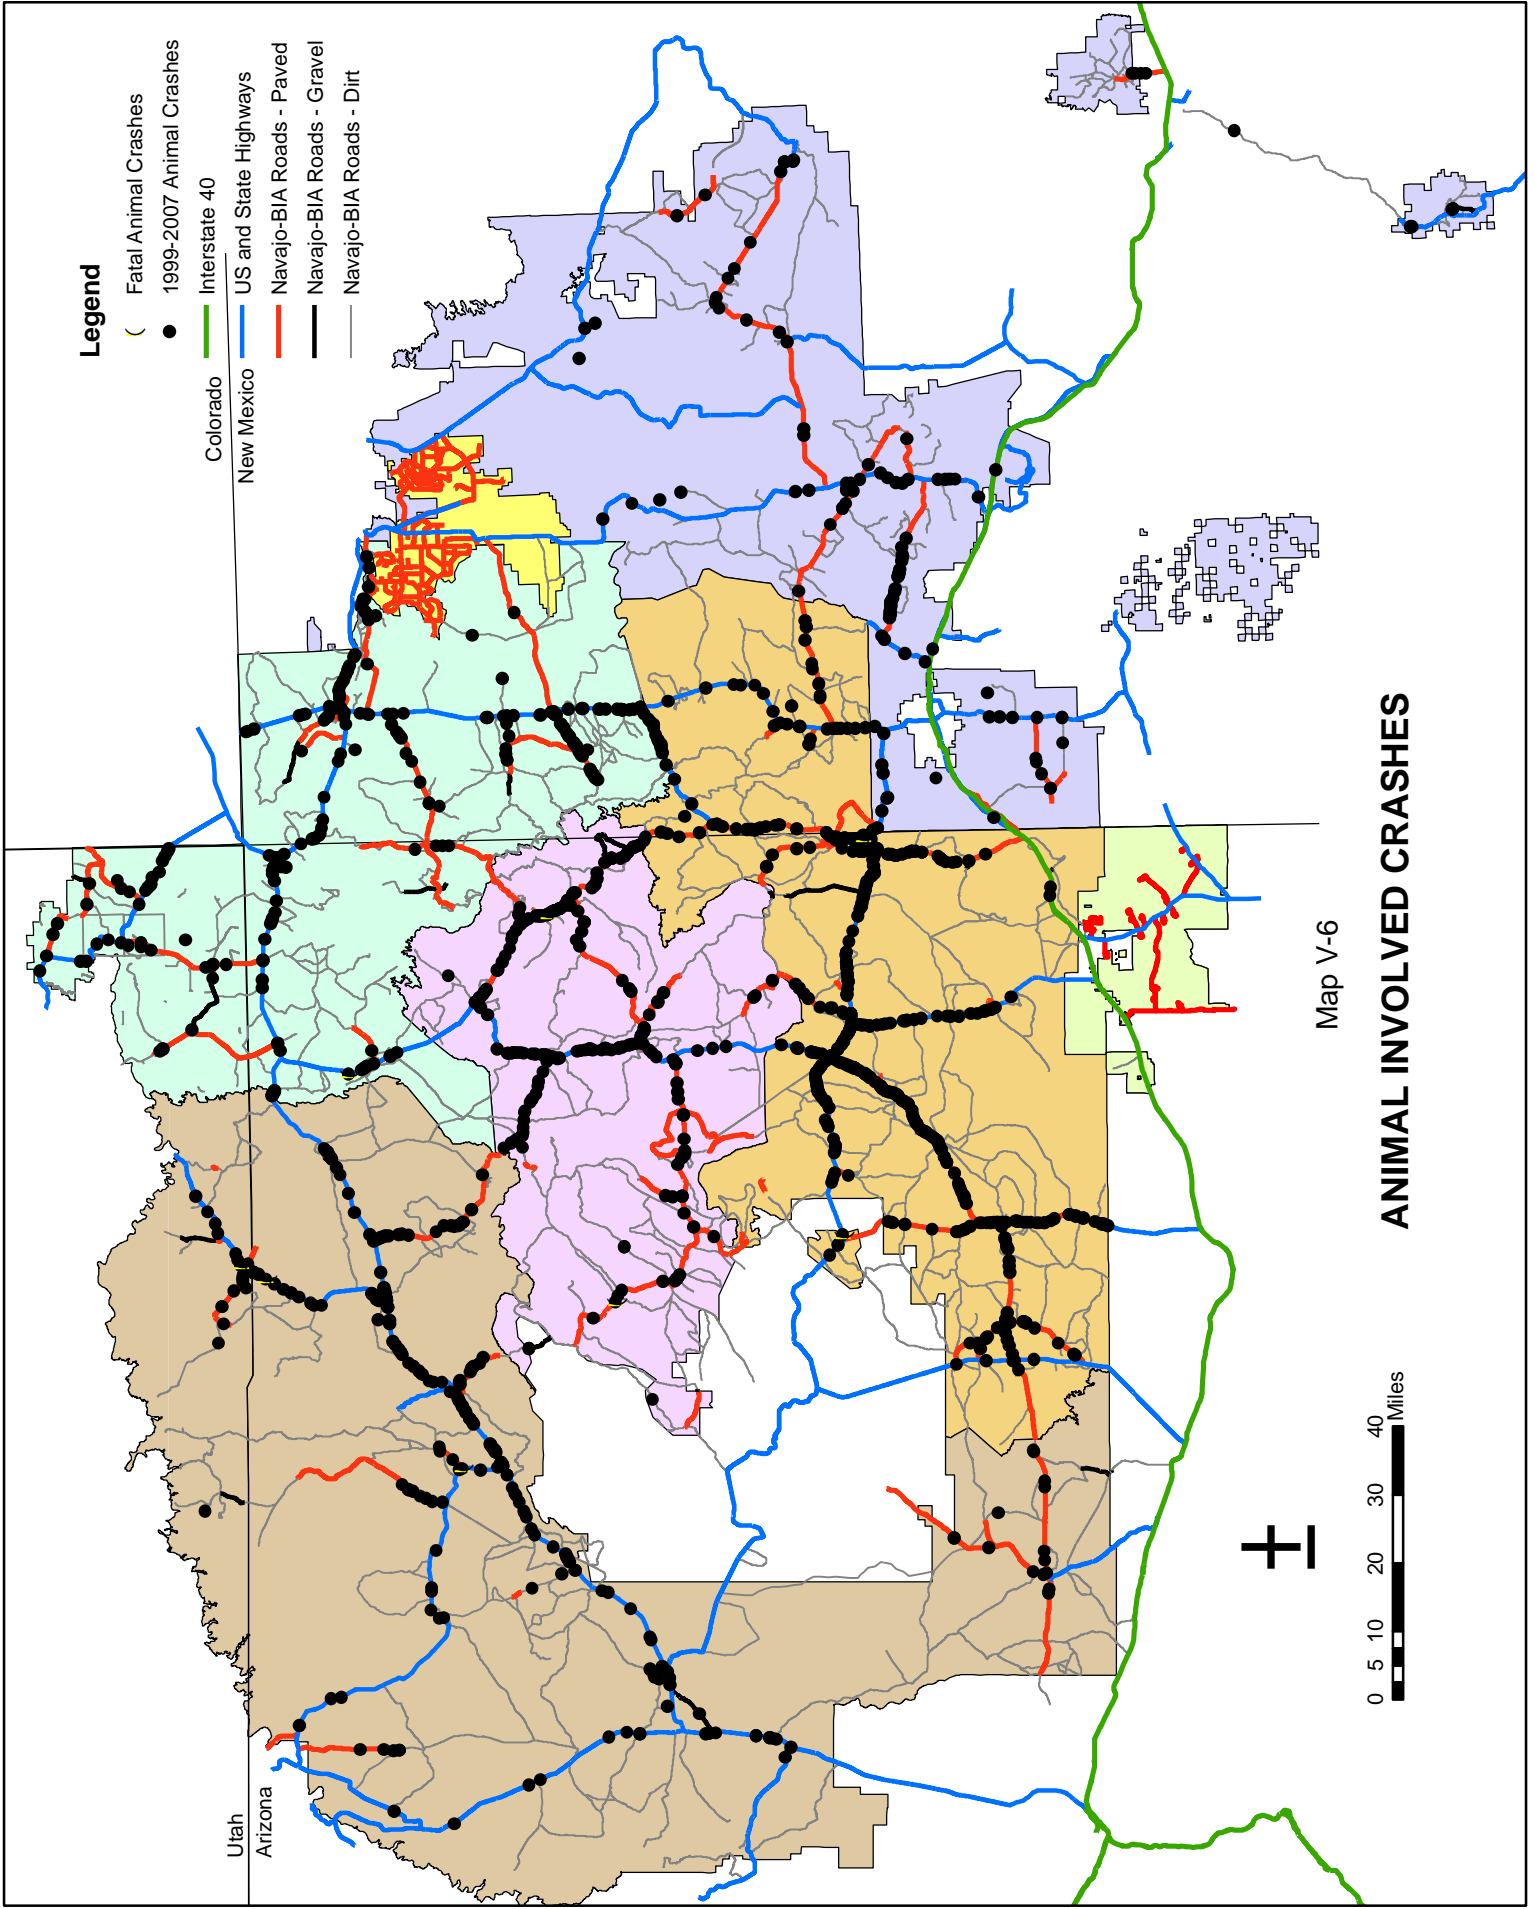 Legend
Fatal Animal Crashes
1999-2007 Animal Crashes
Interstate 40
US and State Highways
Navajo-BIA Roads - Paved
Navajo-BIA Roads - Gravel
Navajo-BIA Roads - Dirt
Utah
Arizona
Colorado
New Mexico
0 5 10 20 30 40
Miles
Map V-6
ANIMAL INVOLVED CRASHES